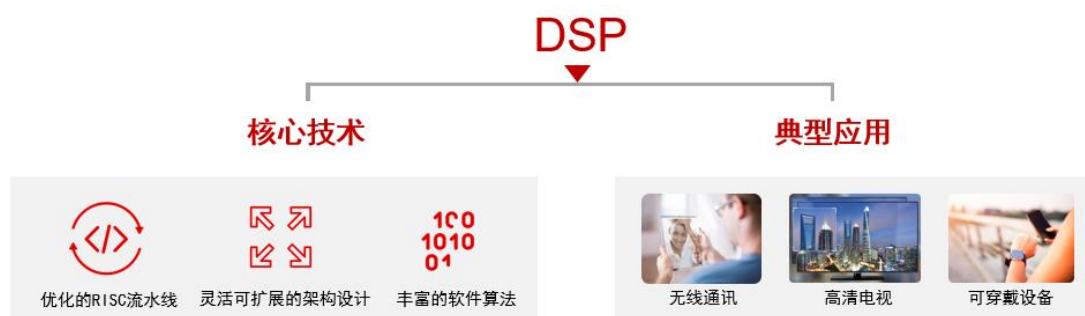 DSP
核心技术
典型应用
100
1010
01
优化的RISC流水线
灵活可扩展的架构设计
丰富的软件算法
无线通讯
高清电视
可穿戴设备